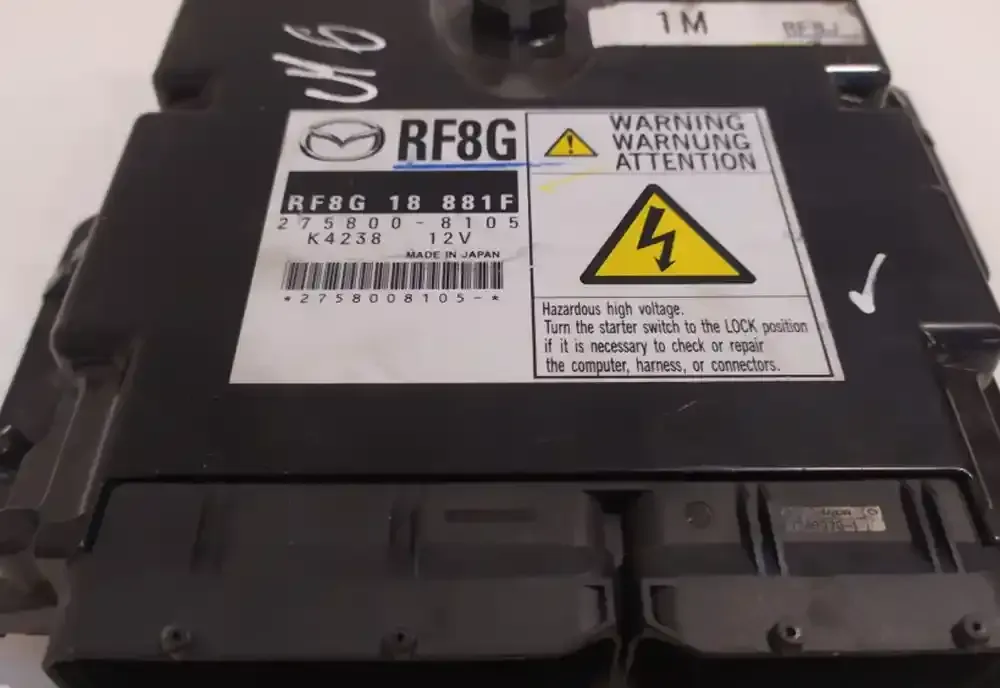 1M
RF8G
RF8G 18 881F
275800-8105
K4238 12V
MADE IN JAPAN
*2758008105-*
WARNING
WARNUNG
ATTENTION
Hazardous high voltage.
Turn the starter switch to the LOCK position
if it is necessary to check or repair
the computer, harness, or connectors.